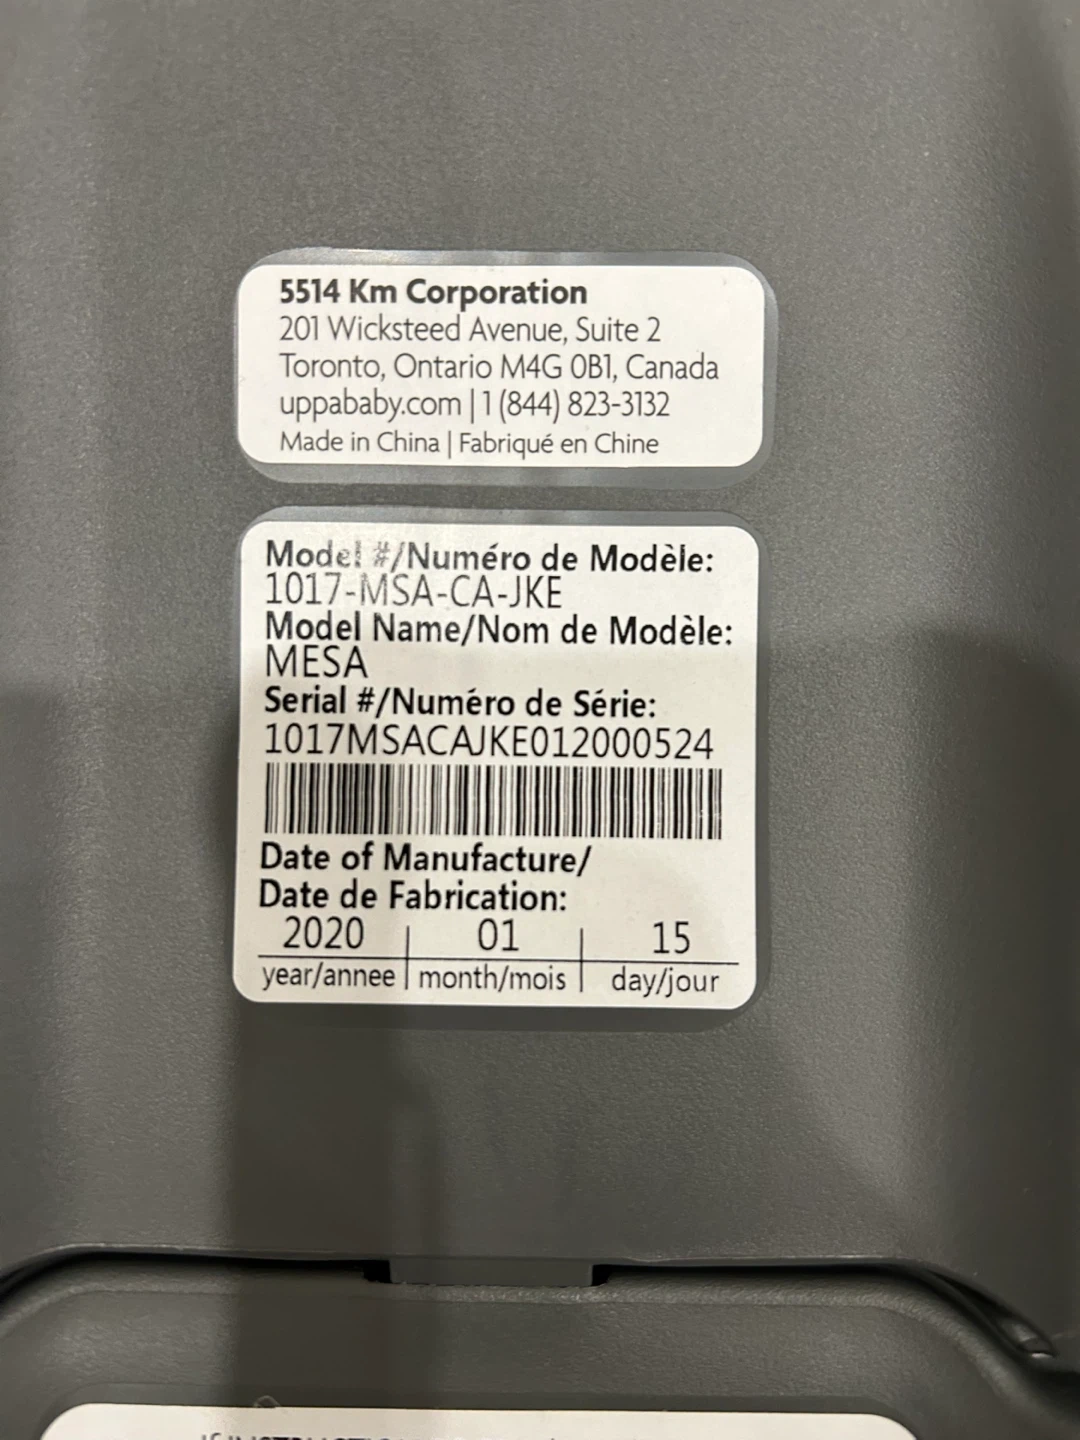 5514 Km Corporation
201 Wicksteed Avenue, Suite 2
Toronto, Ontario M4G 0B1, Canada
uppababy.com | 1 (844) 823-3132
Made in China | Fabriqué en Chine
Model #/Numéro de Modèle:
1017-MSA-CA-JKE
Model Name/Nom de Modèle:
MESA
Serial #/Numéro de Série:
1017MSACAJKE012000524
Date of Manufacture/
Date de Fabrication:
2020 | 01 | 15
year/annee | month/mois | day/jour